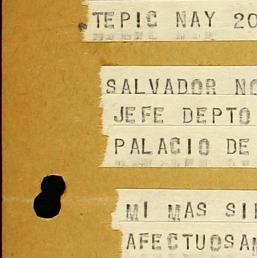 TEPIC NAY 20
SALVADOR NO
JEFE DEPTO
PALACIO DE
MI MAS SI
AFECTUOSA